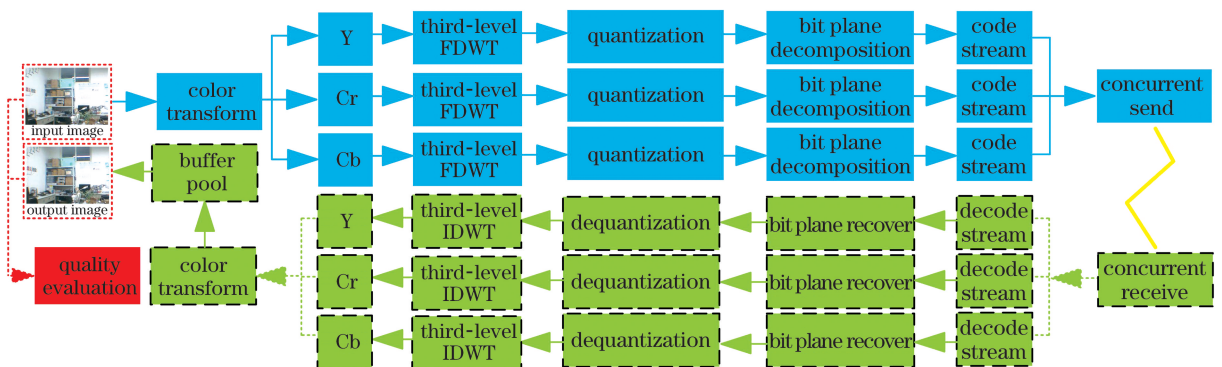 input image
color
transform
Y
third-level
FDWT
quantization
bit plane
decomposition
code
stream
Cr
third-level
FDWT
quantization
bit plane
decomposition
code
stream
Cb
third-level
FDWT
quantization
bit plane
decomposition
code
stream
concurrent
send
output image
buffer
pool
quality
evaluation
color
transform
Y
third-level
IDWT
dequantization
bit plane recover
decode
stream
Cr
third-level
IDWT
dequantization
bit plane recover
decode
stream
Cb
third-level
IDWT
dequantization
bit plane recover
decode
stream
concurrent
receive